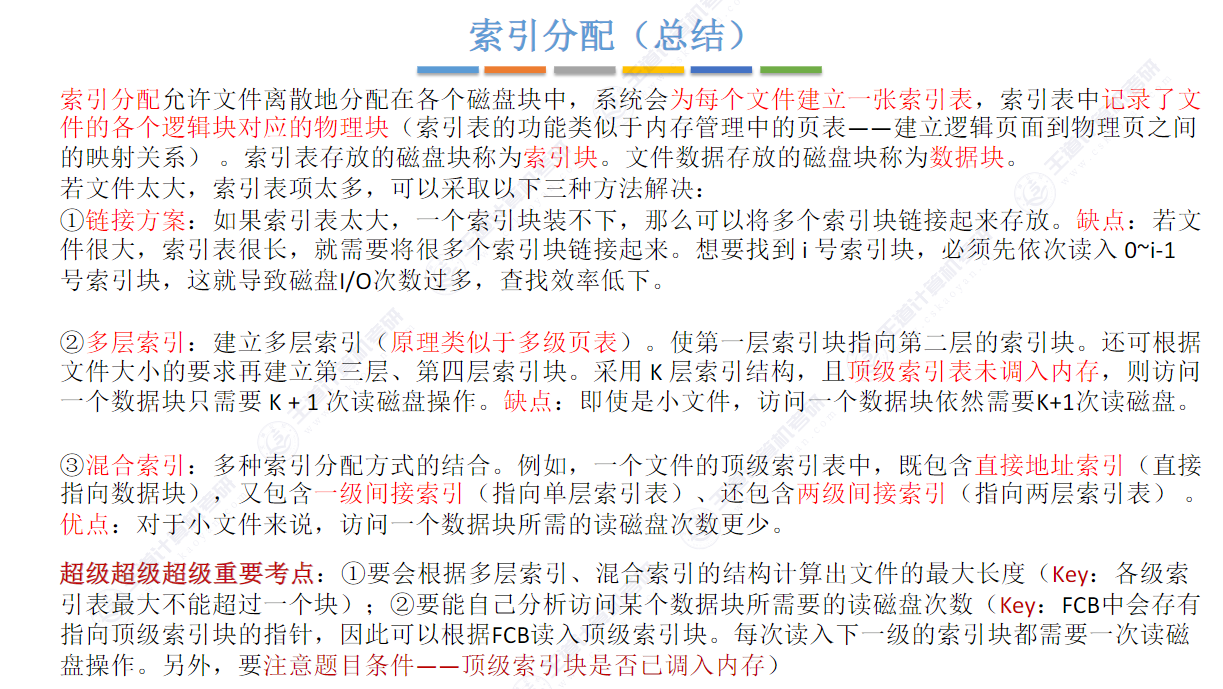 索引分配（总结）
索引分配允许文件离散地分配在各个磁盘块中，系统会为每个文件建立一张索引表，索引表中记录了文
件的各个逻辑块对应的物理块（索引表的功能类似于内存管理中的页表——建立逻辑页面到物理页之间
的映射关系）。索引表存放的磁盘块称为索引块。文件数据存放的磁盘块称为数据块。
若文件太大，索引表项太多，可以采取以下三种方法解决：
①链接方案：如果索引表太大，一个索引块装不下，那么可以将多个索引块链接起来存放。缺点：若文
件很大，索引表很长，就需要将很多个索引块链接起来。想要找到 i 号索引块，必须先依次读入 0~i-1
号索引块，这就导致磁盘I/O次数过多，查找效率低下。
②多层索引：建立多层索引（原理类似于多级页表）。使第一层索引块指向第二层的索引块。还可根据
文件大小的要求再建立第三层、第四层索引块。采用 K 层索引结构，且顶级索引表未调入内存，则访问
一个数据块只需要 K + 1 次读磁盘操作。缺点：即使是小文件，访问一个数据块依然需要K+1次读磁盘。
③混合索引：多种索引分配方式的结合。例如，一个文件的顶级索引表中，既包含直接地址索引（直接
指向数据块），又包含一级间接索引（指向单层索引表）、还包含两级间接索引（指向两层索引表） 。
优点：对于小文件来说，访问一个数据块所需的读磁盘次数更少。
超级超级超级重要考点：①要会根据多层索引、混合索引的结构计算出文件的最大长度（Key：各级索
引表最大不能超过一个块）；②要能自己分析访问某个数据块所需要的读磁盘次数（Key：FCB中会存有
指向顶级索引块的指针，因此可以根据FCB读入顶级索引块。每次读入下一级的索引块都需要一次读磁
盘操作。另外，要注意题目条件——顶级索引块是否已调入内存）
王道计算机考研